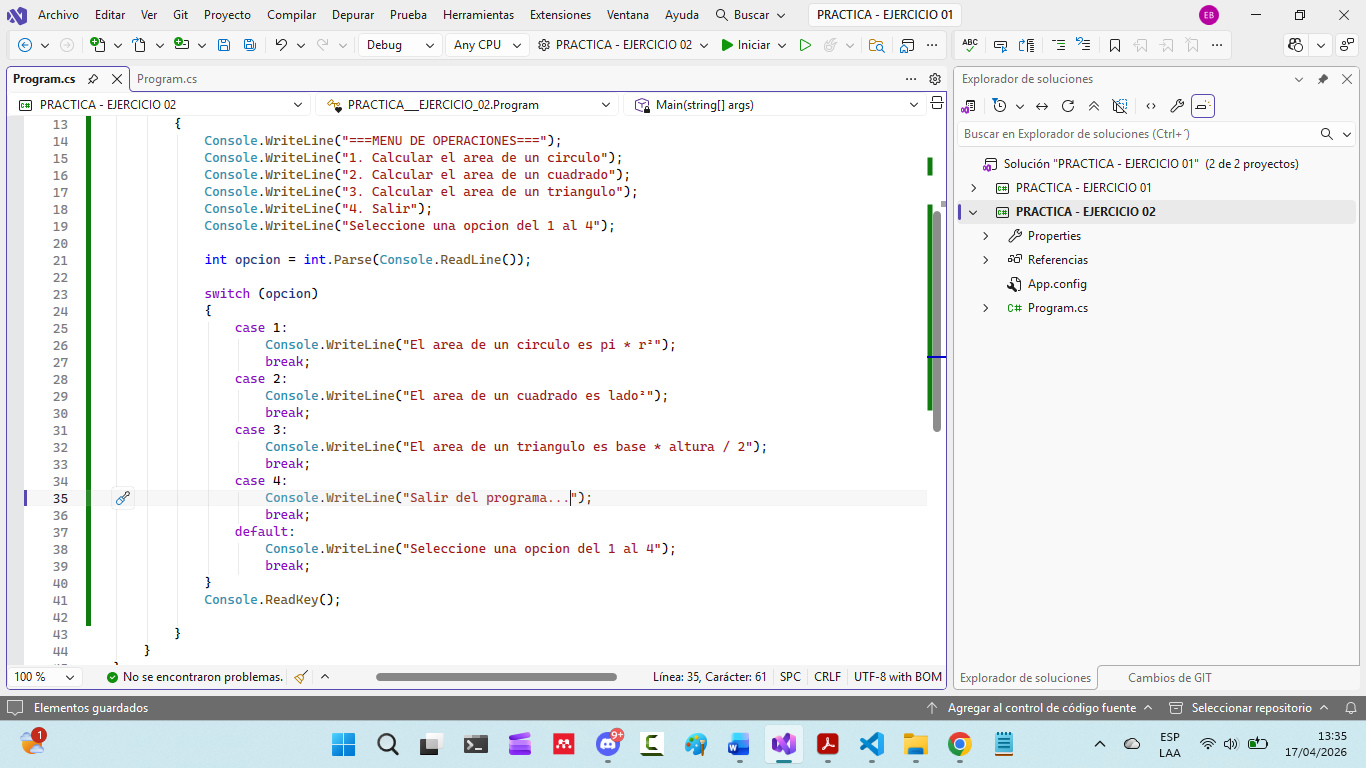 Archivo Editar Ver Git Proyecto Compilar Depurar Prueba Herramientas Extensiones Ventana Ayuda Buscar PRACTICA - EJERCICIO 01 EB
Debug Any CPU PRACTICA - EJERCICIO 02 Iniciar ABC
Program.cs Program.cs
PRACTICA - EJERCICIO 02 PRACTICA___EJERCICIO_02.Program Main(string[] args)
13 {
14 Console.WriteLine("===MENU DE OPERACIONES===");
15 Console.WriteLine("1. Calcular el area de un circulo");
16 Console.WriteLine("2. Calcular el area de un cuadrado");
17 Console.WriteLine("3. Calcular el area de un triangulo");
18 Console.WriteLine("4. Salir");
19 Console.WriteLine("Seleccione una opcion del 1 al 4");
20
21 int opcion = int.Parse(Console.ReadLine());
22
23 switch (opcion)
24 {
25 case 1:
26 Console.WriteLine("El area de un circulo es pi * r²");
27 break;
28 case 2:
29 Console.WriteLine("El area de un cuadrado es lado²");
30 break;
31 case 3:
32 Console.WriteLine("El area de un triangulo es base * altura / 2");
33 break;
34 case 4:
35 Console.WriteLine("Salir del programa...");
36 break;
37 default:
38 Console.WriteLine("Seleccione una opcion del 1 al 4");
39 break;
40 }
41 Console.ReadKey();
42
43 }
44 }
100 % No se encontraron problemas. Línea: 35, Carácter: 61 SPC CRLF UTF-8 with BOM
Explorador de soluciones
Buscar en Explorador de soluciones (Ctrl+´)
Solución "PRACTICA - EJERCICIO 01" (2 de 2 proyectos)
C# PRACTICA - EJERCICIO 01
C# PRACTICA - EJERCICIO 02
Properties
Referencias
App.config
C# Program.cs
Explorador de soluciones Cambios de GIT
Elementos guardados Agregar al control de código fuente Seleccionar repositorio
1 9+ ESP LAA 13:35 17/04/2026